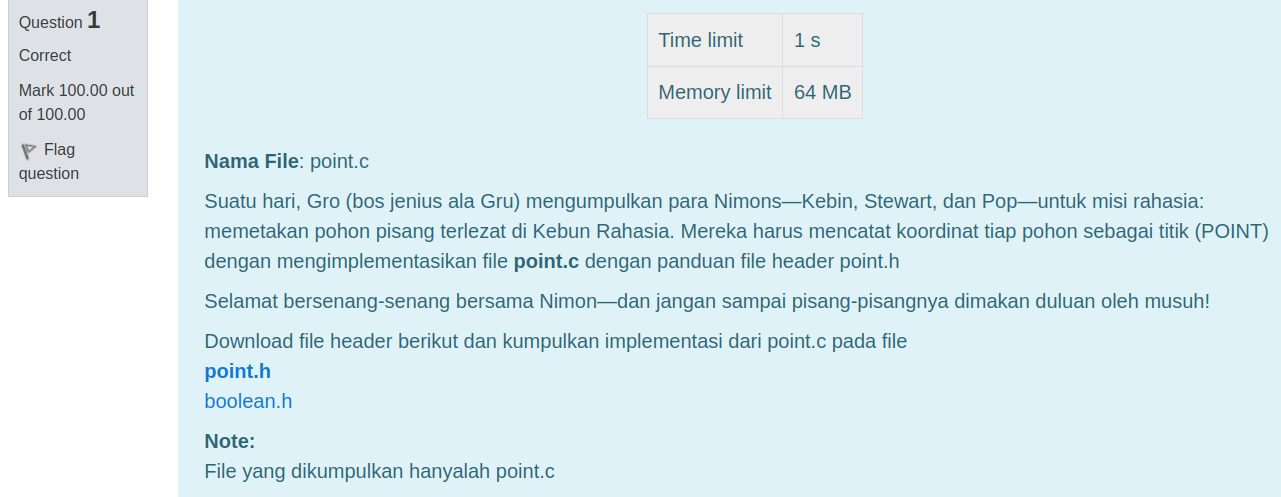 Question 1
Correct
Mark 100.00 out
of 100.00
Flag
question
Time limit 1 s
Memory limit 64 MB
Nama File: point.c
Suatu hari, Gro (bos jenius ala Gru) mengumpulkan para Nimons—Kebin, Stewart, dan Pop—untuk misi rahasia:
memetakan pohon pisang terlezat di Kebun Rahasia. Mereka harus mencatat koordinat tiap pohon sebagai titik (POINT)
dengan mengimplementasikan file point.c dengan panduan file header point.h
Selamat bersenang-senang bersama Nimon—dan jangan sampai pisang-pisangnya dimakan duluan oleh musuh!
Download file header berikut dan kumpulkan implementasi dari point.c pada file
point.h
boolean.h
Note:
File yang dikumpulkan hanyalah point.c